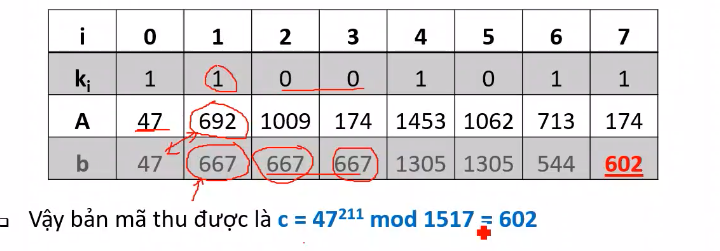 i 0 1 2 3 4 5 6 7
kᵢ 1 1 0 0 1 0 1 1
A 47 692 1009 174 1453 1062 713 174
b 47 667 667 667 1305 1305 544 602
Vậy bản mã thu được là c = 47²¹¹ mod 1517 = 602